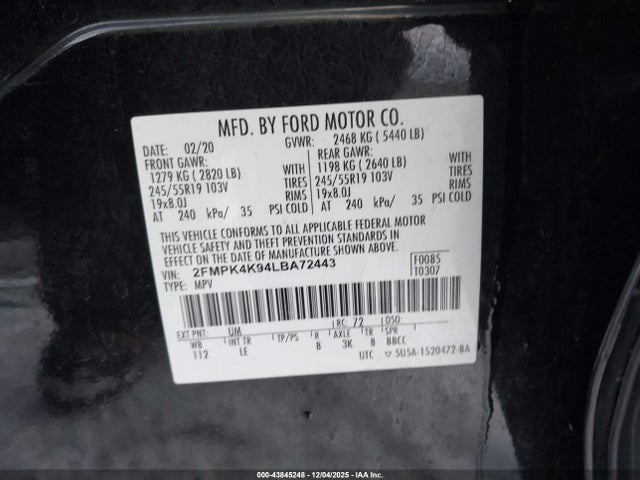 MFD. BY FORD MOTOR CO.
DATE: 02/20 GVWR: 2468 KG ( 5440 LB)
FRONT GAWR: REAR GAWR:
1279 KG ( 2820 LB) WITH 1198 KG ( 2640 LB) WITH
245/55R19 103V TIRES 245/55R19 103V TIRES
19x8.0J RIMS 19x8.0J RIMS
AT 240 kPa/ 35 PSI COLD AT 240 kPa/ 35 PSI COLD
THIS VEHICLE CONFORMS TO ALL APPLICABLE FEDERAL MOTOR
VEHICLE SAFETY AND THEFT PREVENTION STANDARDS IN
EFFECT ON THE DATE OF MANUFACTURE SHOWN ABOVE.
VIN: 2FMPK4K94LBA72443 F0085
TYPE: MPV T0307
EXT PNT: UM RC: 72 DSO:
WB INT TR TP/PS R AXLE TR SPR
112 LE B 3K 8 BBCC
UTC ▽ 5U5A-1520472-BA
000-43845248 - 12/04/2025 - IAA Inc.